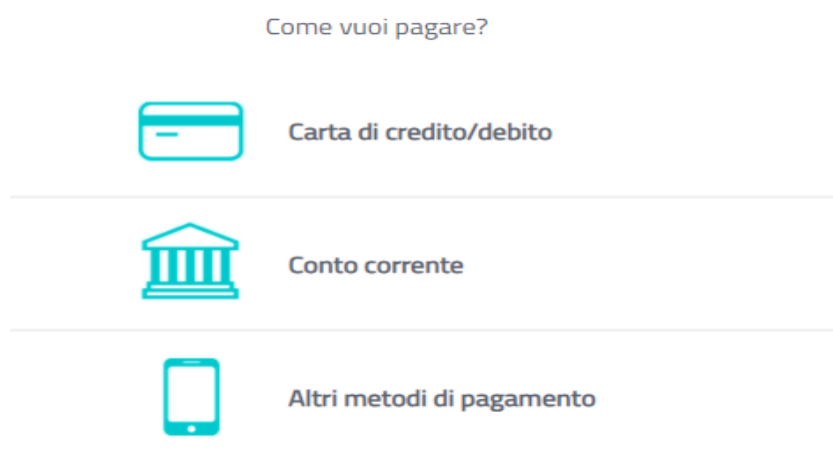 Come vuoi pagare?
Carta di credito/debito
Conto corrente
Altri metodi di pagamento